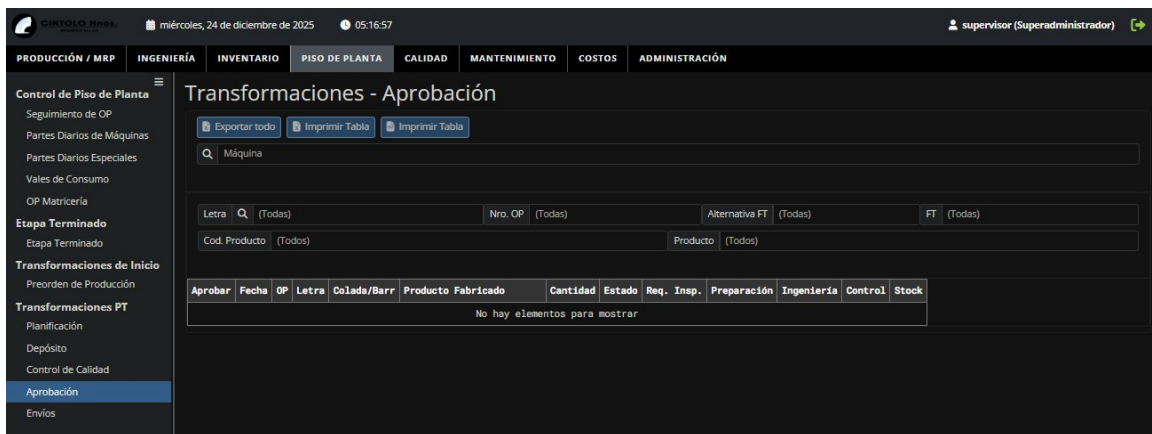 CINTOLO Hnos.
miércoles, 24 de diciembre de 2025
05:16:57
supervisor (Superadministrador)
PRODUCCIÓN / MRP INGENIERÍA INVENTARIO PISO DE PLANTA CALIDAD MANTENIMIENTO COSTOS ADMINISTRACIÓN
Control de Piso de Planta
Seguimiento de OP
Partes Diarios de Máquinas
Partes Diarios Especiales
Vales de Consumo
OP Matricería
Etapa Terminado
Etapa Terminado
Transformaciones de Inicio
Preorden de Producción
Transformaciones PT
Planificación
Depósito
Control de Calidad
Aprobación
Envíos
Transformaciones - Aprobación
Exportar todo Imprimir Tabla Imprimir Tabla
Máquina
Letra (Todas) Nro. OP (Todas) Alternativa FT (Todas) FT (Todas)
Cod. Producto (Todos) Producto (Todos)
Aprobar Fecha OP Letra Colada/Barr Producto Fabricado Cantidad Estado Req. Insp. Preparación Ingeniería Control Stock
No hay elementos para mostrar